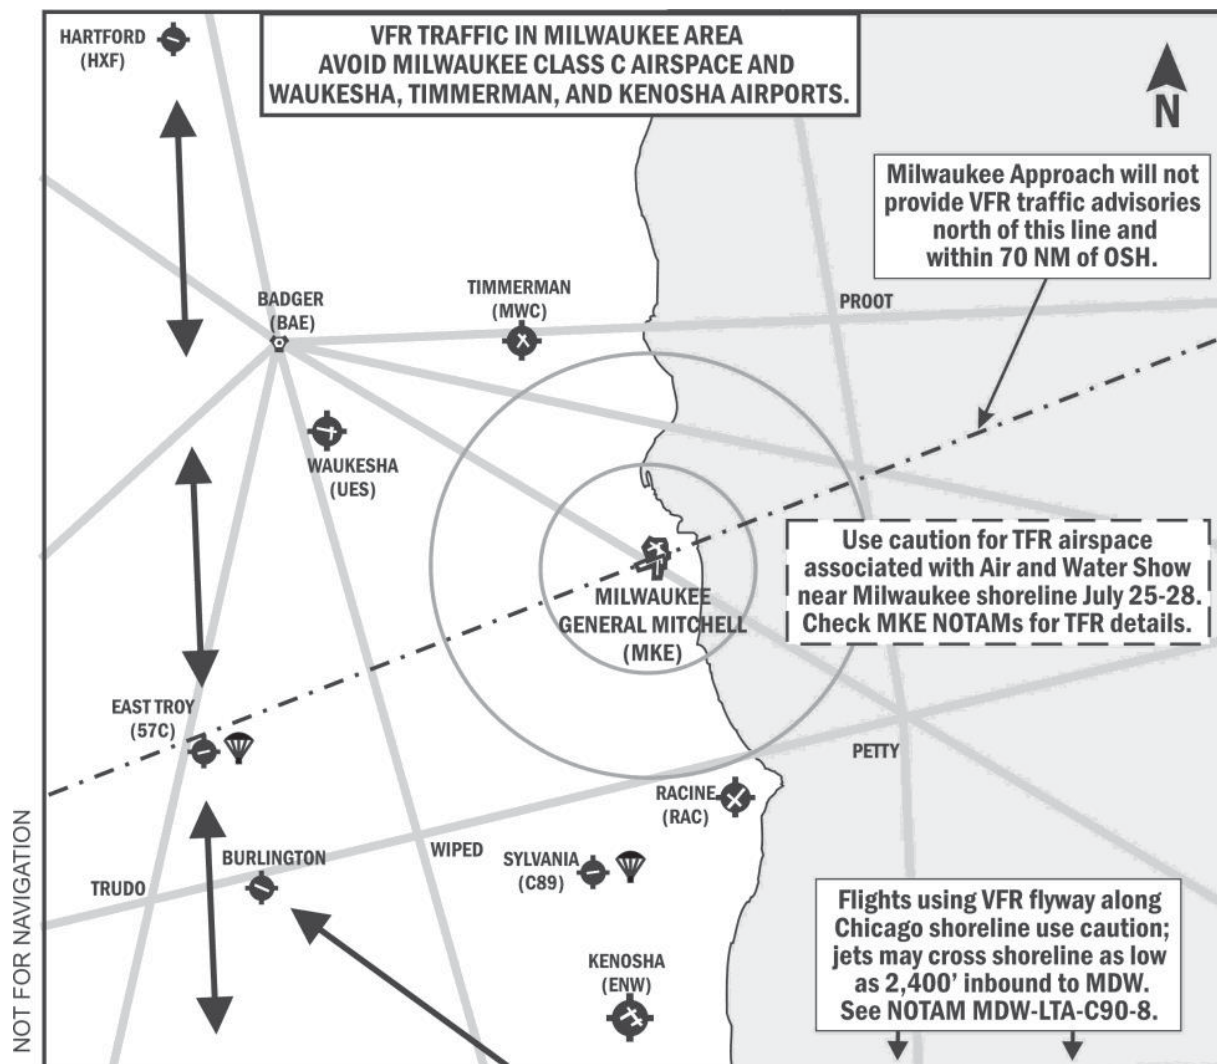 HARTFORD
(HXF)
VFR TRAFFIC IN MILWAUKEE AREA
AVOID MILWAUKEE CLASS C AIRSPACE AND
WAUKESHA, TIMMERMAN, AND KENOSHA AIRPORTS.
N
Milwaukee Approach will not
provide VFR traffic advisories
north of this line and
within 70 NM of OSH.
BADGER
(BAE)
TIMMERMAN
(MWC)
PROOT
WAUKESHA
(UES)
Use caution for TFR airspace
associated with Air and Water Show
near Milwaukee shoreline July 25-28.
Check MKE NOTAMs for TFR details.
MILWAUKEE
GENERAL MITCHELL
(MKE)
EAST TROY
(57C)
PETTY
RACINE
(RAC)
WIPED
SYLVANIA
(C89)
BURLINGTON
TRUDO
Flights using VFR flyway along
Chicago shoreline use caution;
jets may cross shoreline as low
as 2,400' inbound to MDW.
See NOTAM MDW-LTA-C90-8.
KENOSHA
(ENW)
NOT FOR NAVIGATION